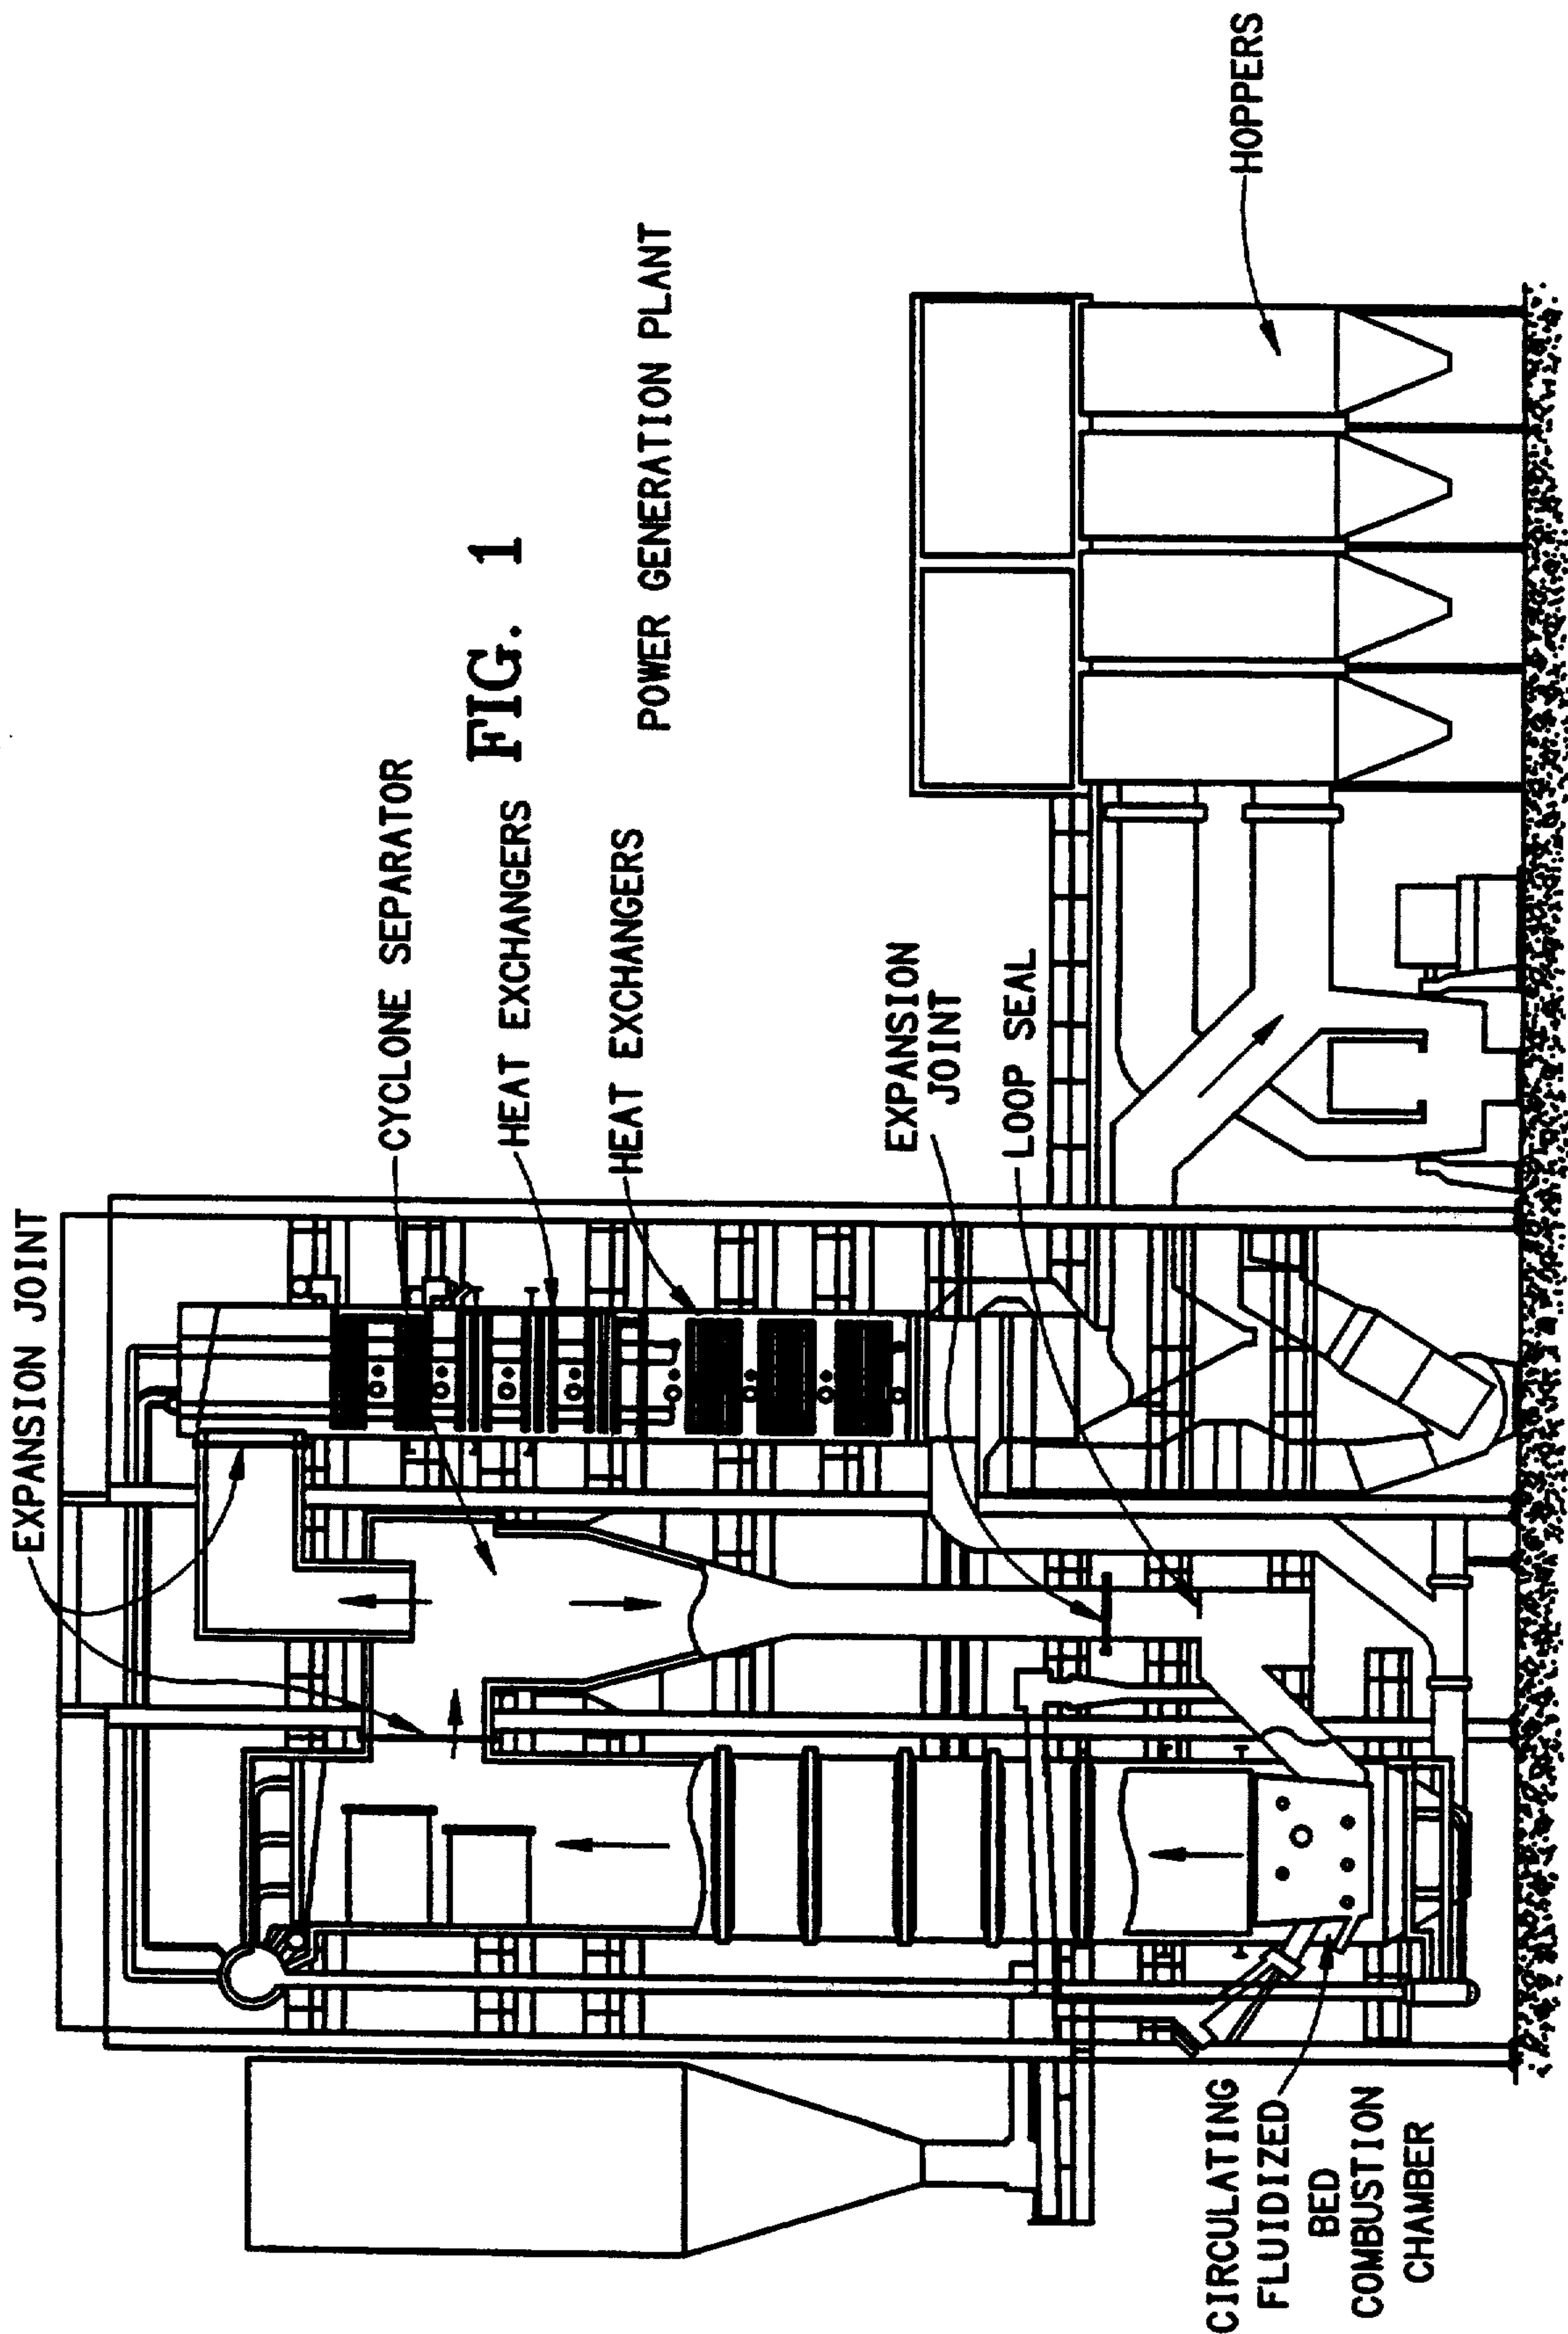 EXPANSION JOINT
CYCLONE SEPARATOR
FIG. 1
HEAT EXCHANGERS
HEAT EXCHANGERS
POWER GENERATION PLANT
EXPANSION
JOINT
LOOP SEAL
HOPPERS
CIRCULATING
FLUIDIZED
BED
COMBUSTION
CHAMBER